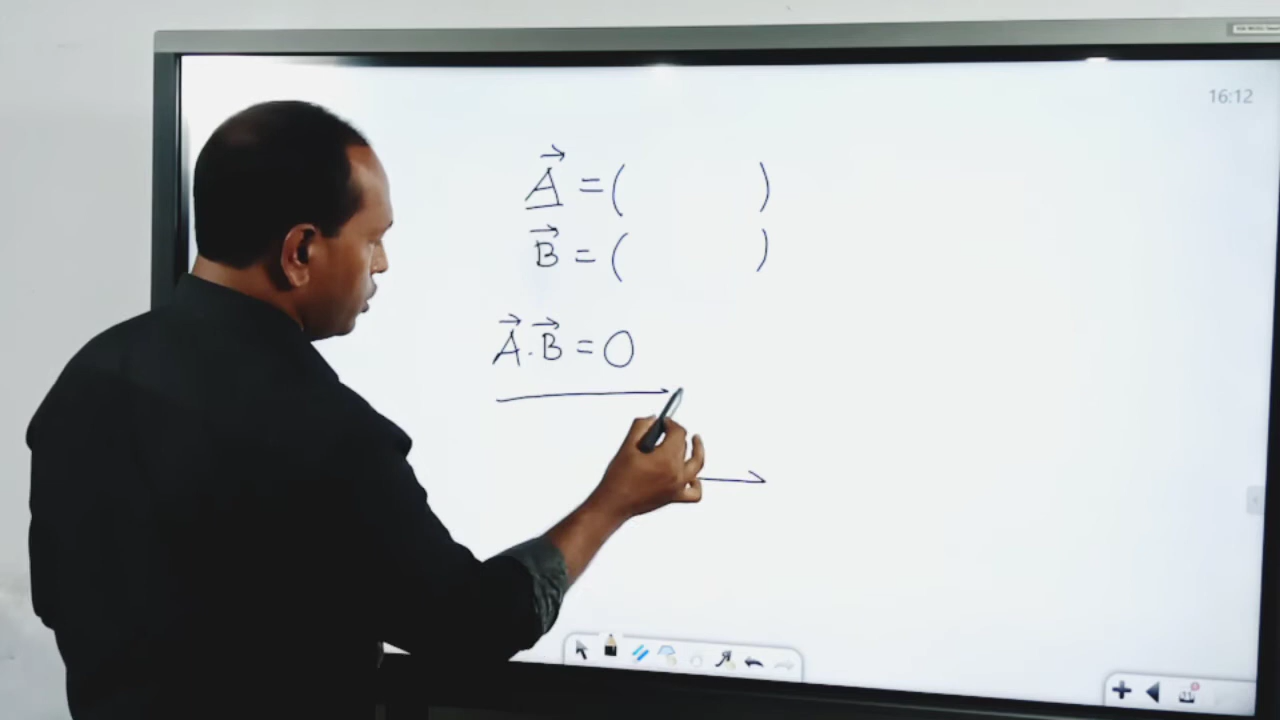 16:12
A⃗ = ( )
B⃗ = ( )
A⃗.B⃗ = 0